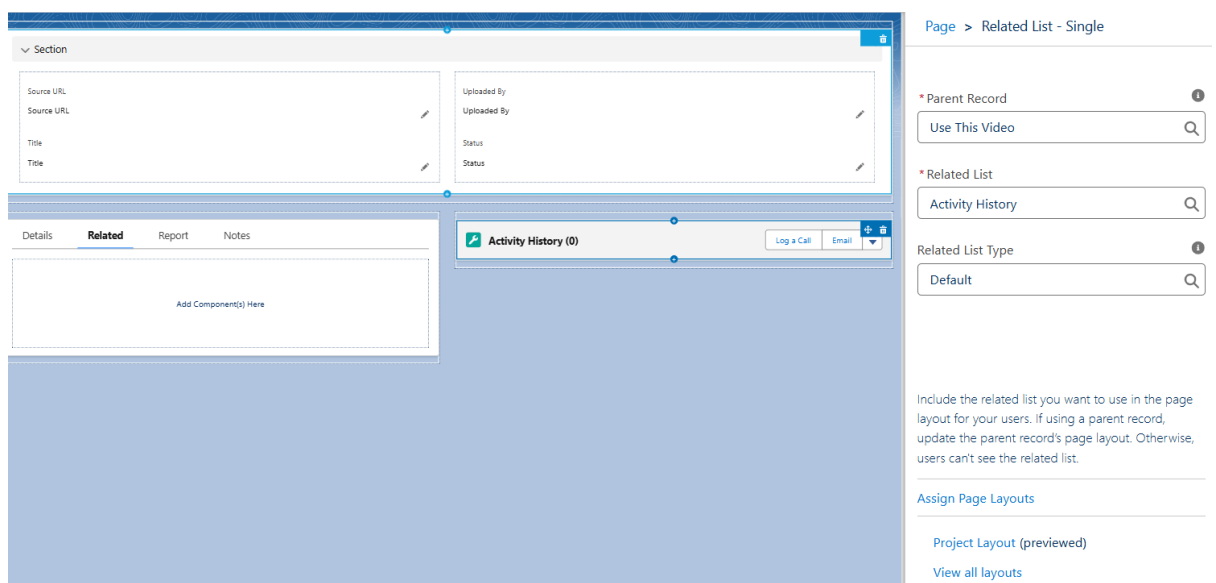 Section
Source URL
Source URL
Title
Title
Uploaded By
Uploaded By
Status
Status
Details Related Report Notes
Add Component(s) Here
Activity History (0)
Log a Call Email
Page > Related List - Single
* Parent Record
Use This Video
* Related List
Activity History
Related List Type
Default
Include the related list you want to use in the page
layout for your users. If using a parent record,
update the parent record's page layout. Otherwise,
users can't see the related list.
Assign Page Layouts
Project Layout (previewed)
View all layouts